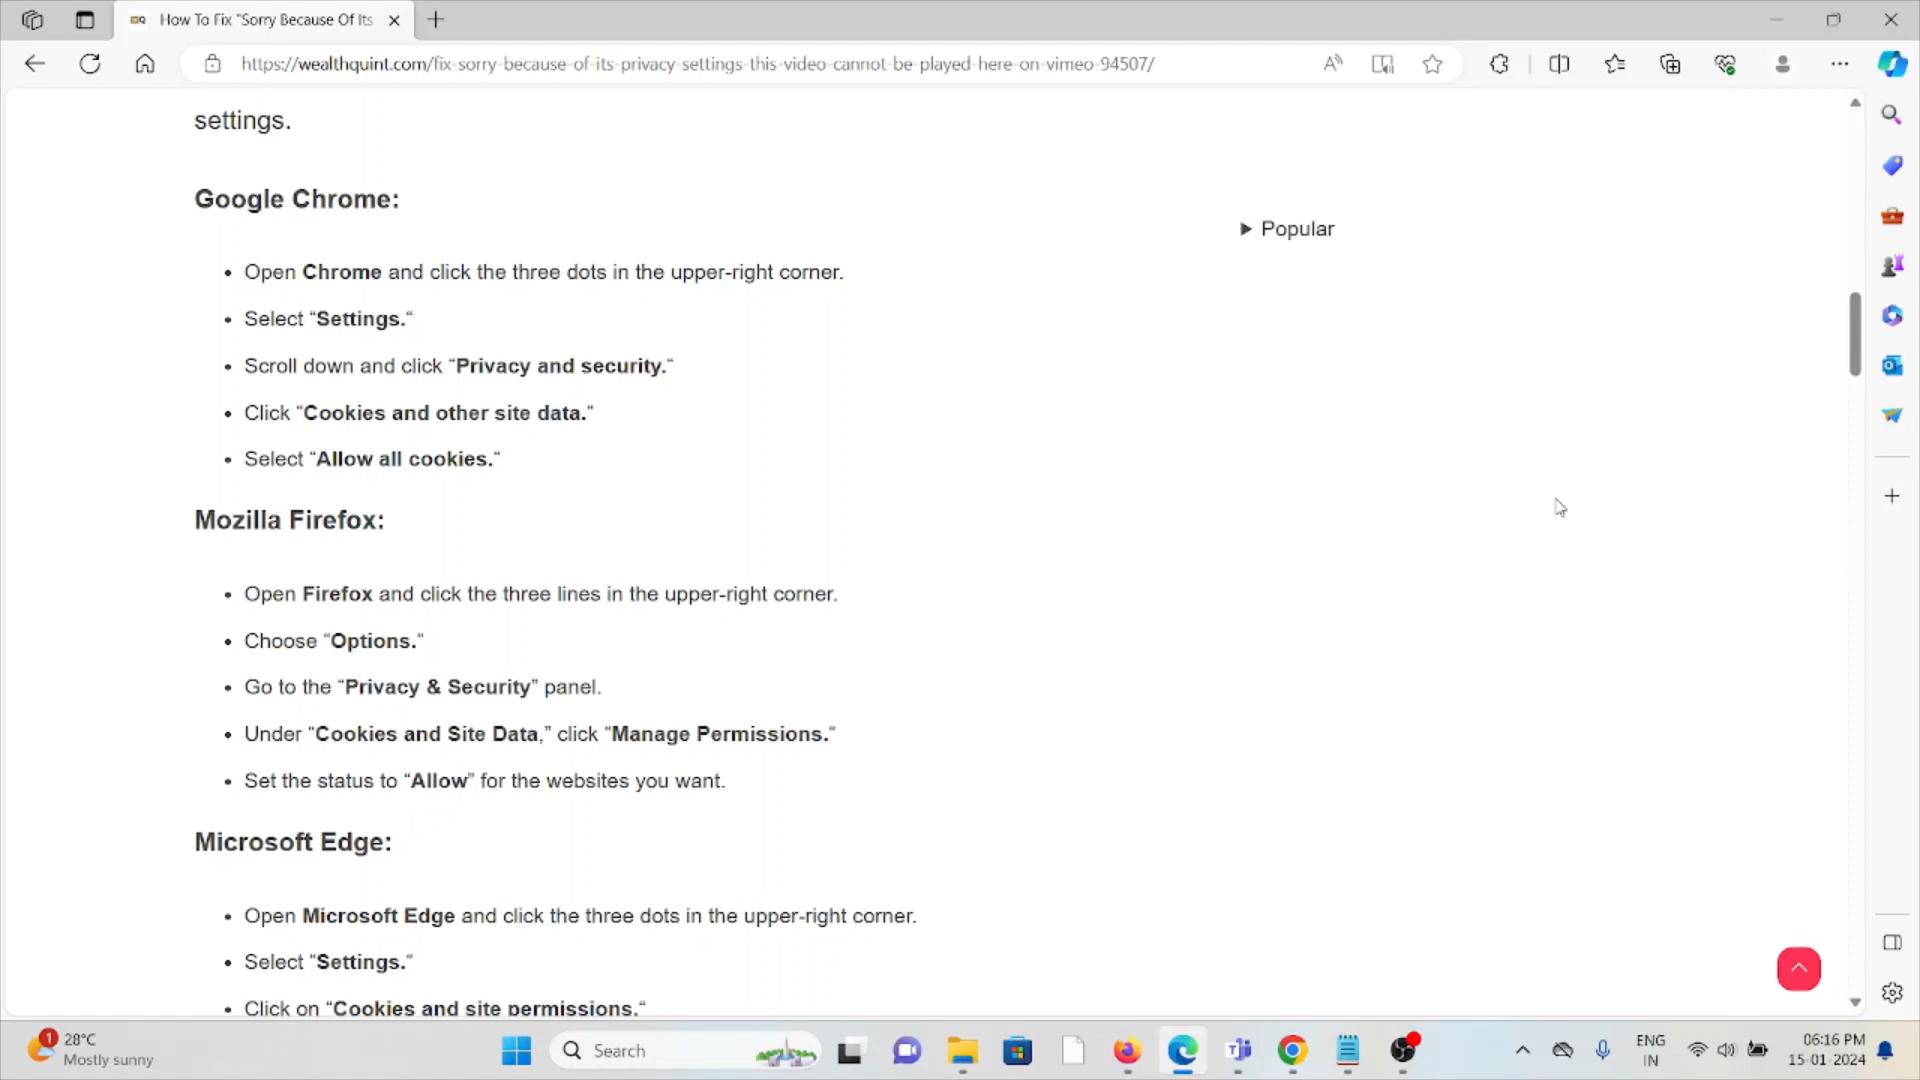 How To Fix "Sorry Because Of Its
https://wealthquint.com/fix-sorry-because-of-its-privacy-settings-this-video-cannot-be-played-here-on-vimeo-94507/
settings.
Google Chrome:
Popular
• Open Chrome and click the three dots in the upper-right corner.
• Select “Settings.“
• Scroll down and click “Privacy and security.“
• Click “Cookies and other site data.“
• Select “Allow all cookies.“
Mozilla Firefox:
• Open Firefox and click the three lines in the upper-right corner.
• Choose “Options.“
• Go to the “Privacy & Security” panel.
• Under “Cookies and Site Data,” click “Manage Permissions.“
• Set the status to “Allow” for the websites you want.
Microsoft Edge:
• Open Microsoft Edge and click the three dots in the upper-right corner.
• Select “Settings.“
• Click on “Cookies and site permissions.“
1
28°C
Mostly sunny
Search
ENG
IN
06:16 PM
15-01-2024